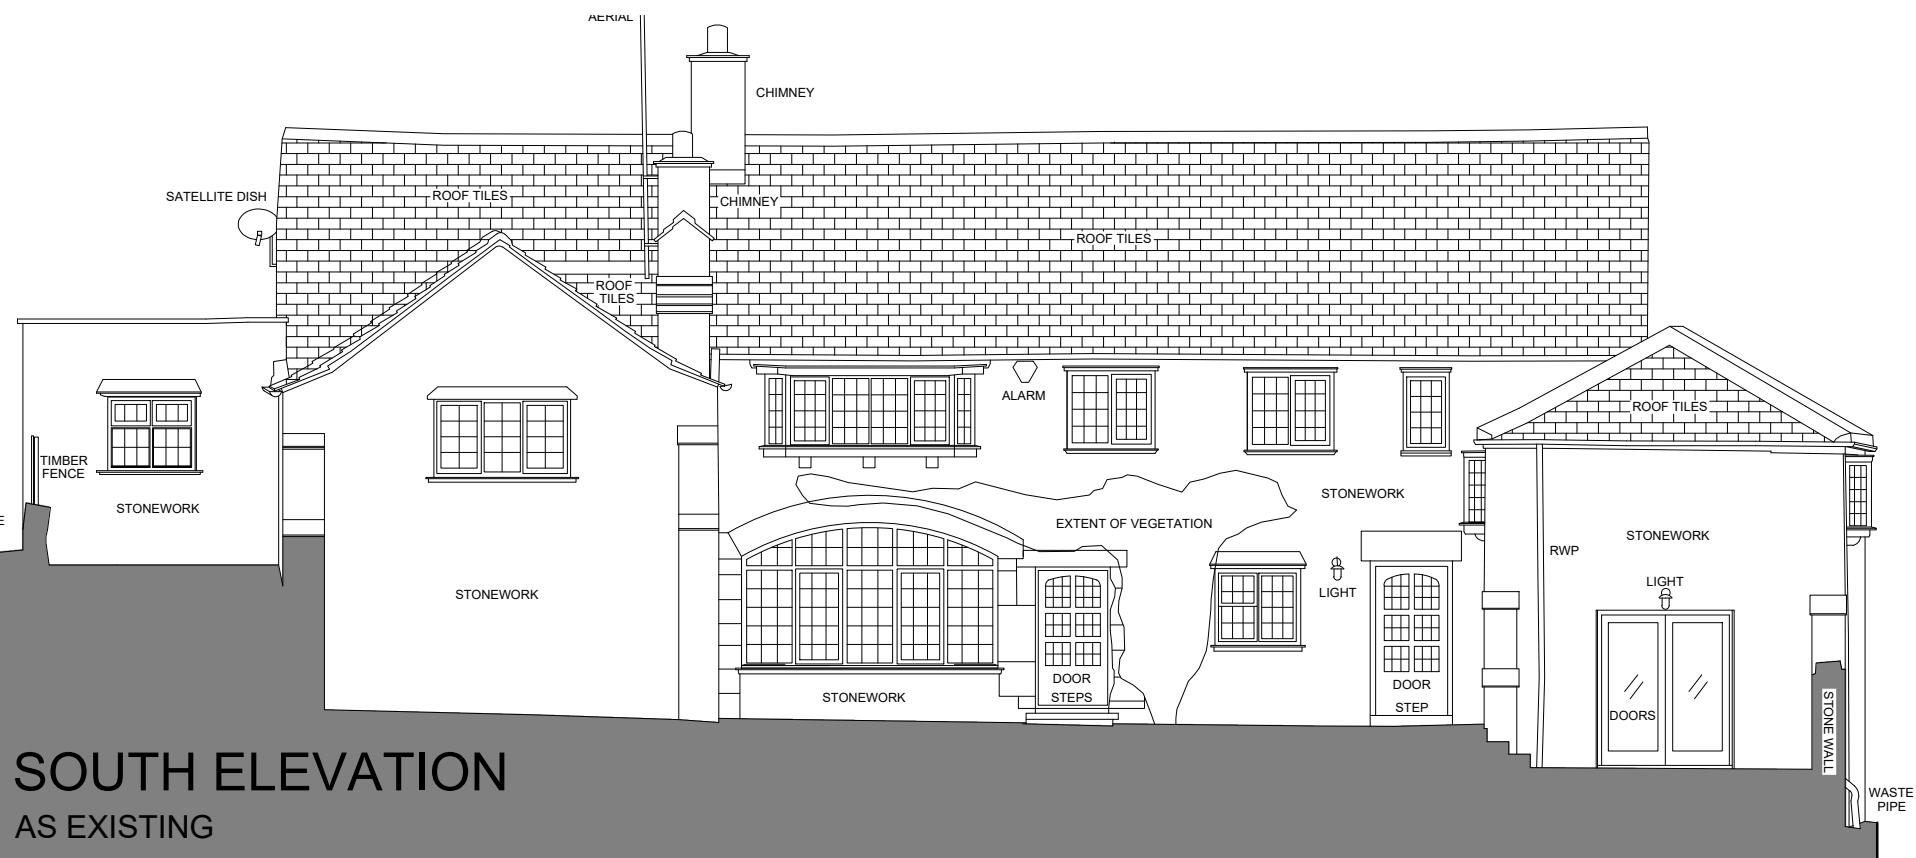 AERIAL
CHIMNEY
SATELLITE DISH
ROOF TILES
CHIMNEY
ROOF TILES
ROOF
TILES
ALARM
ROOF TILES
TIMBER
FENCE
STONEWORK
STONEWORK
EXTENT OF VEGETATION
E
STONEWORK
RWP
LIGHT
LIGHT
STONEWORK
DOOR
STEPS
STONEWORK
DOOR
STEP
DOORS
STONE WALL
WASTE
PIPE
SOUTH ELEVATION
AS EXISTING